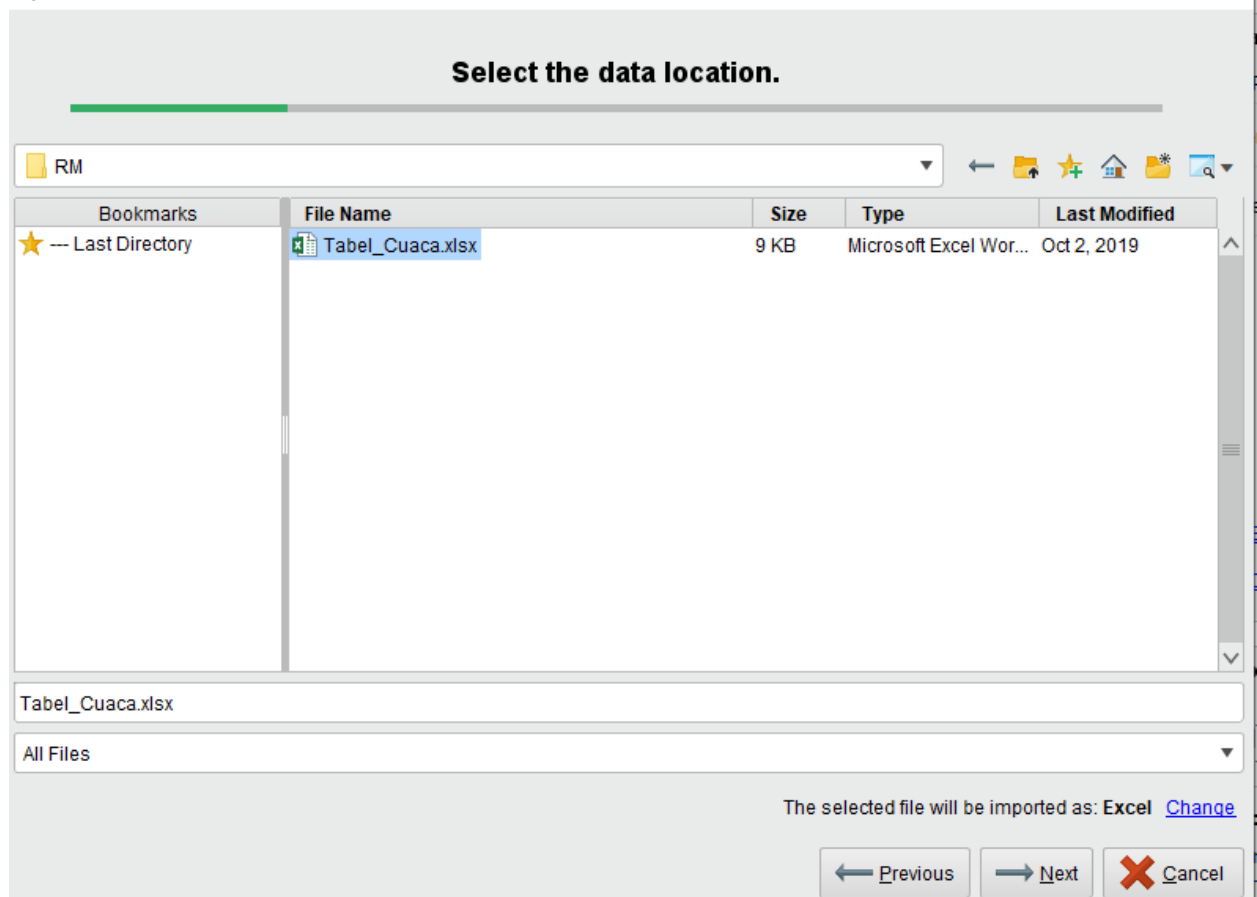 Select the data location.
RM
Bookmarks File Name Size Type Last Modified
--- Last Directory Tabel_Cuaca.xlsx 9 KB Microsoft Excel Wor... Oct 2, 2019
Tabel_Cuaca.xlsx
All Files
The selected file will be imported as: Excel Change
Previous Next Cancel